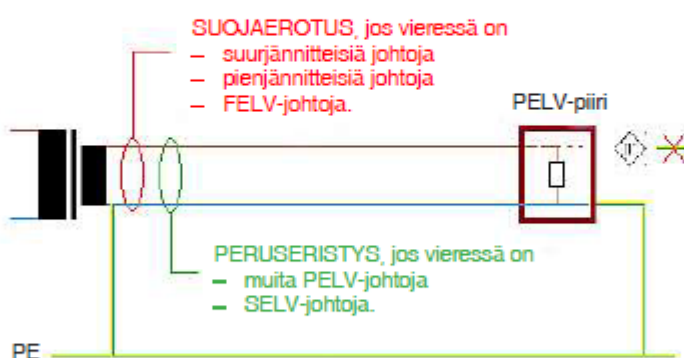 SUOJAEROTUS, jos vieressä on
– suurjännitteisiä johtoja
– pienjännitteisiä johtoja
– FELV-johtoja.
PELV-piiri
PERUSERISTYS, jos vieressä on
– muita PELV-johtoja
– SELV-johtoja.
PE